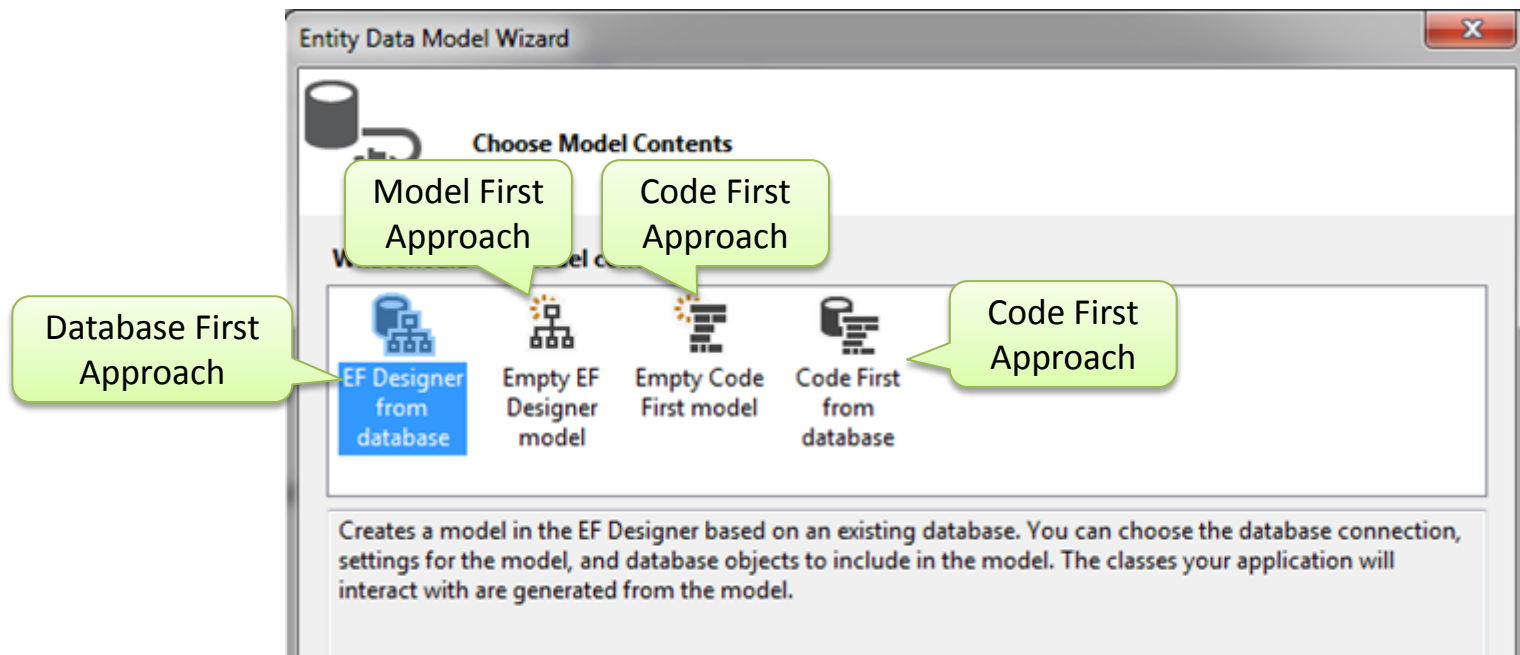 Entity Data Model Wizard
Choose Model Contents
Model First
Approach
Code First
Approach
Database First
Approach
Code First
Approach
EF Designer
from
database
Empty EF
Designer
model
Empty Code
First model
Code First
from
database
Creates a model in the EF Designer based on an existing database. You can choose the database connection,
settings for the model, and database objects to include in the model. The classes your application will
interact with are generated from the model.